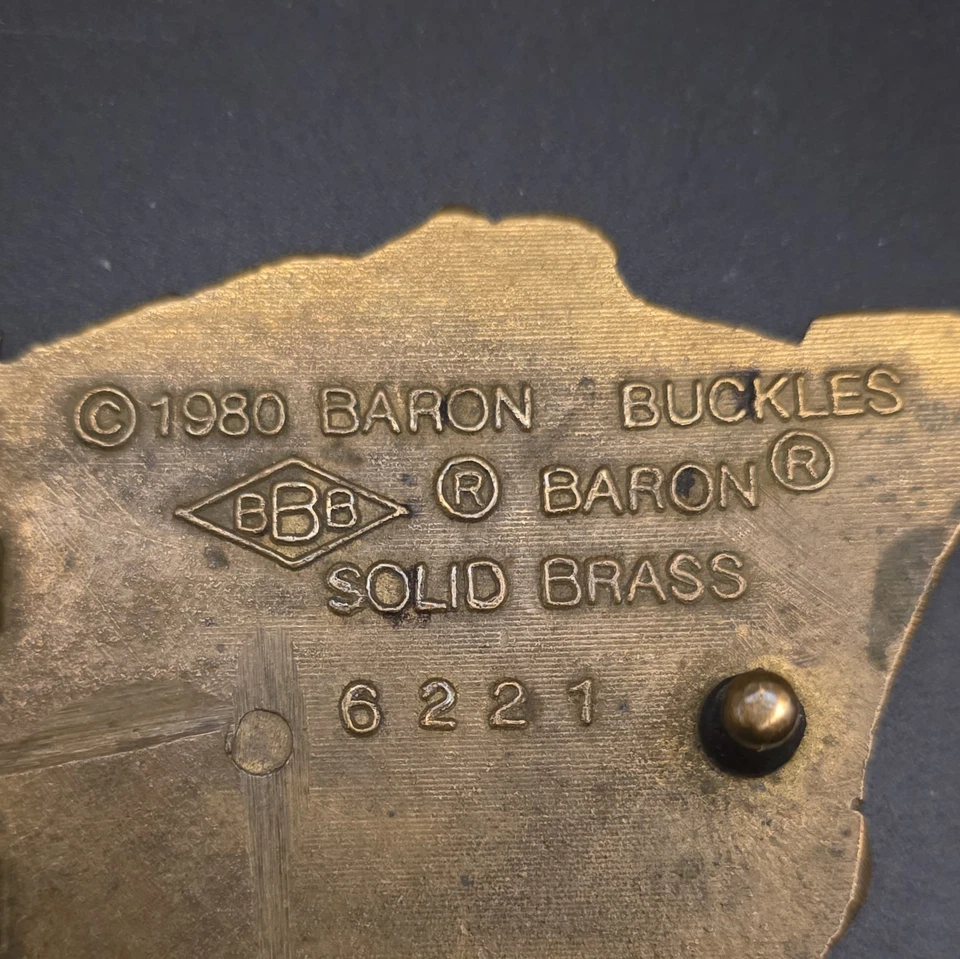 ©1980 BARON BUCKLES
BBB ® BARON®
SOLID BRASS
6221